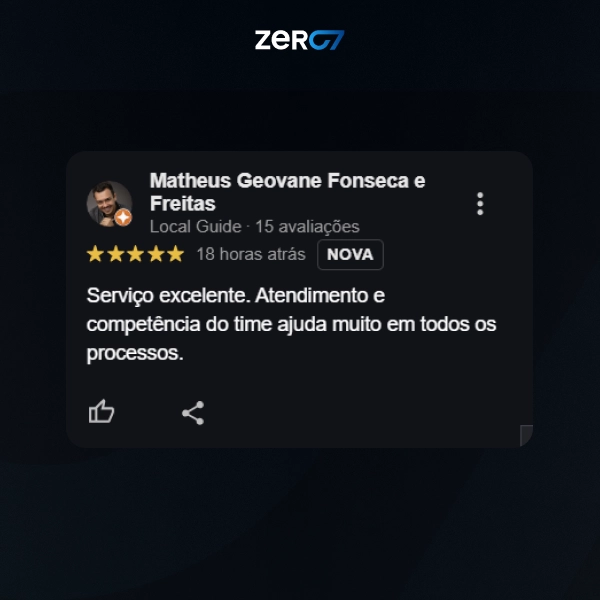 ZERO7
Matheus Geovane Fonseca e
Freitas
Local Guide · 15 avaliações
18 horas atrás NOVA
Serviço excelente. Atendimento e
competência do time ajuda muito em todos os
processos.